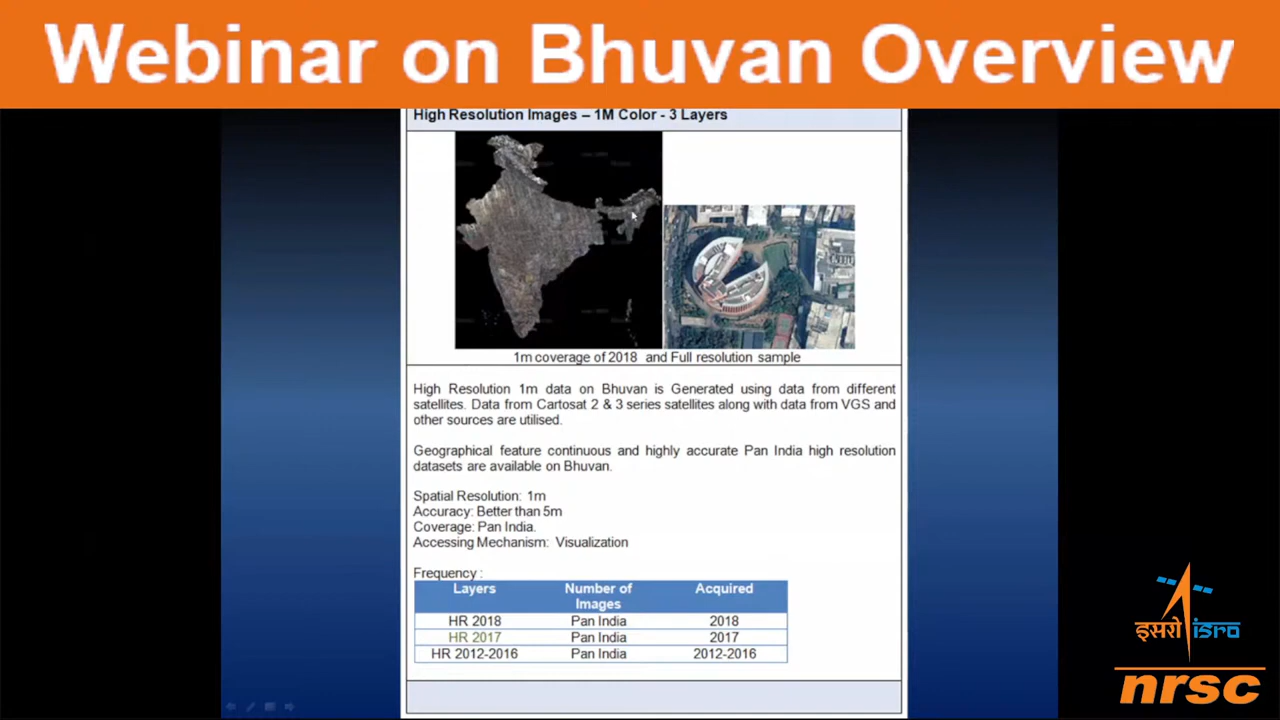 Webinar on Bhuvan Overview
High Resolution Images – 1M Color - 3 Layers
1m coverage of 2018 and Full resolution sample
High Resolution 1m data on Bhuvan is Generated using data from different
satellites. Data from Cartosat 2 & 3 series satellites along with data from VGS and
other sources are utilised.
Geographical feature continuous and highly accurate Pan India high resolution
datasets are available on Bhuvan.
Spatial Resolution: 1m
Accuracy: Better than 5m
Coverage: Pan India.
Accessing Mechanism: Visualization
Frequency :
Layers Number of Images Acquired
HR 2018 Pan India 2018
HR 2017 Pan India 2017
HR 2012-2016 Pan India 2012-2016
इसरो isro
nrsc